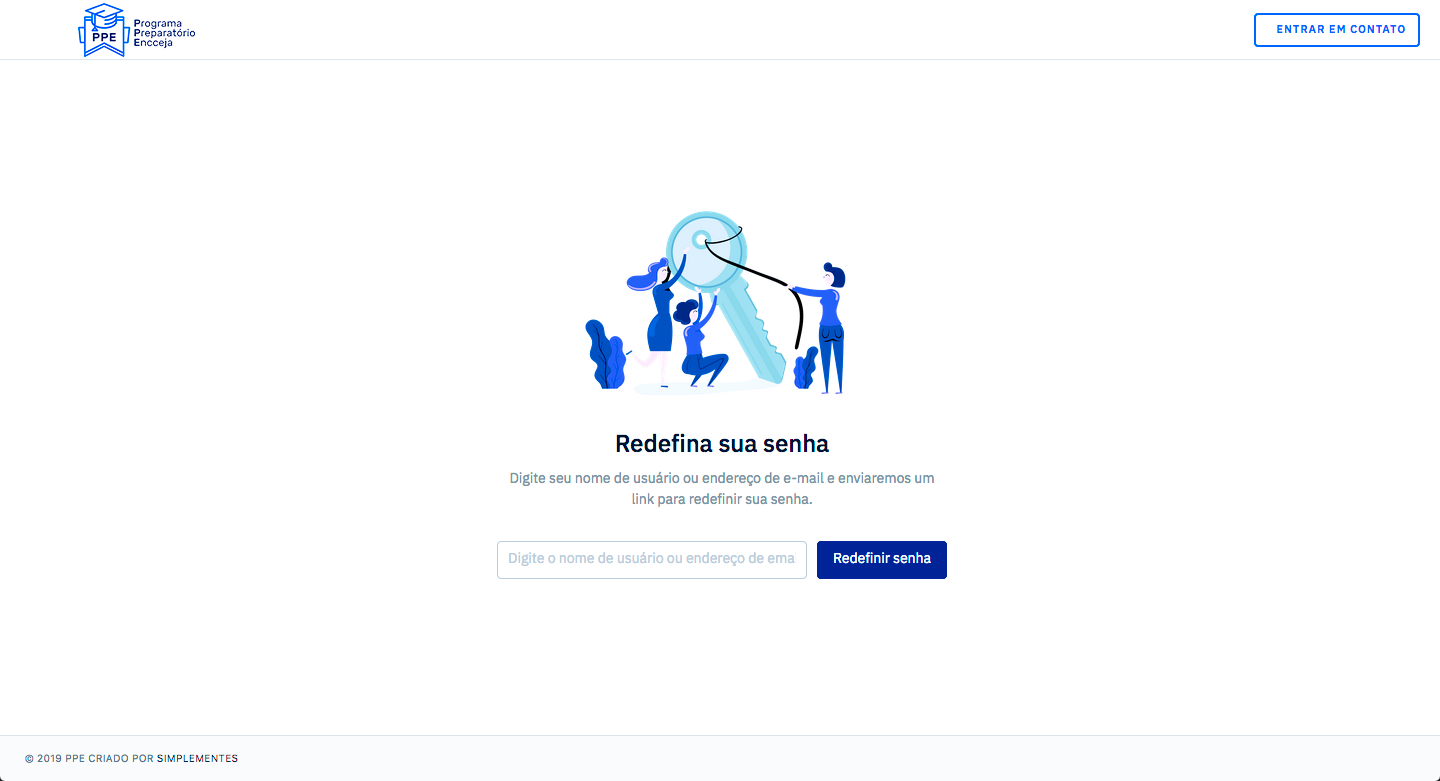 PPE
Programa
Preparatório
Encceja
ENTRAR EM CONTATO
Redefina sua senha
Digite seu nome de usuário ou endereço de e-mail e enviaremos um
link para redefinir sua senha.
Digite o nome de usuário ou endereço de ema
Redefinir senha
© 2019 PPE CRIADO POR SIMPLEMENTES